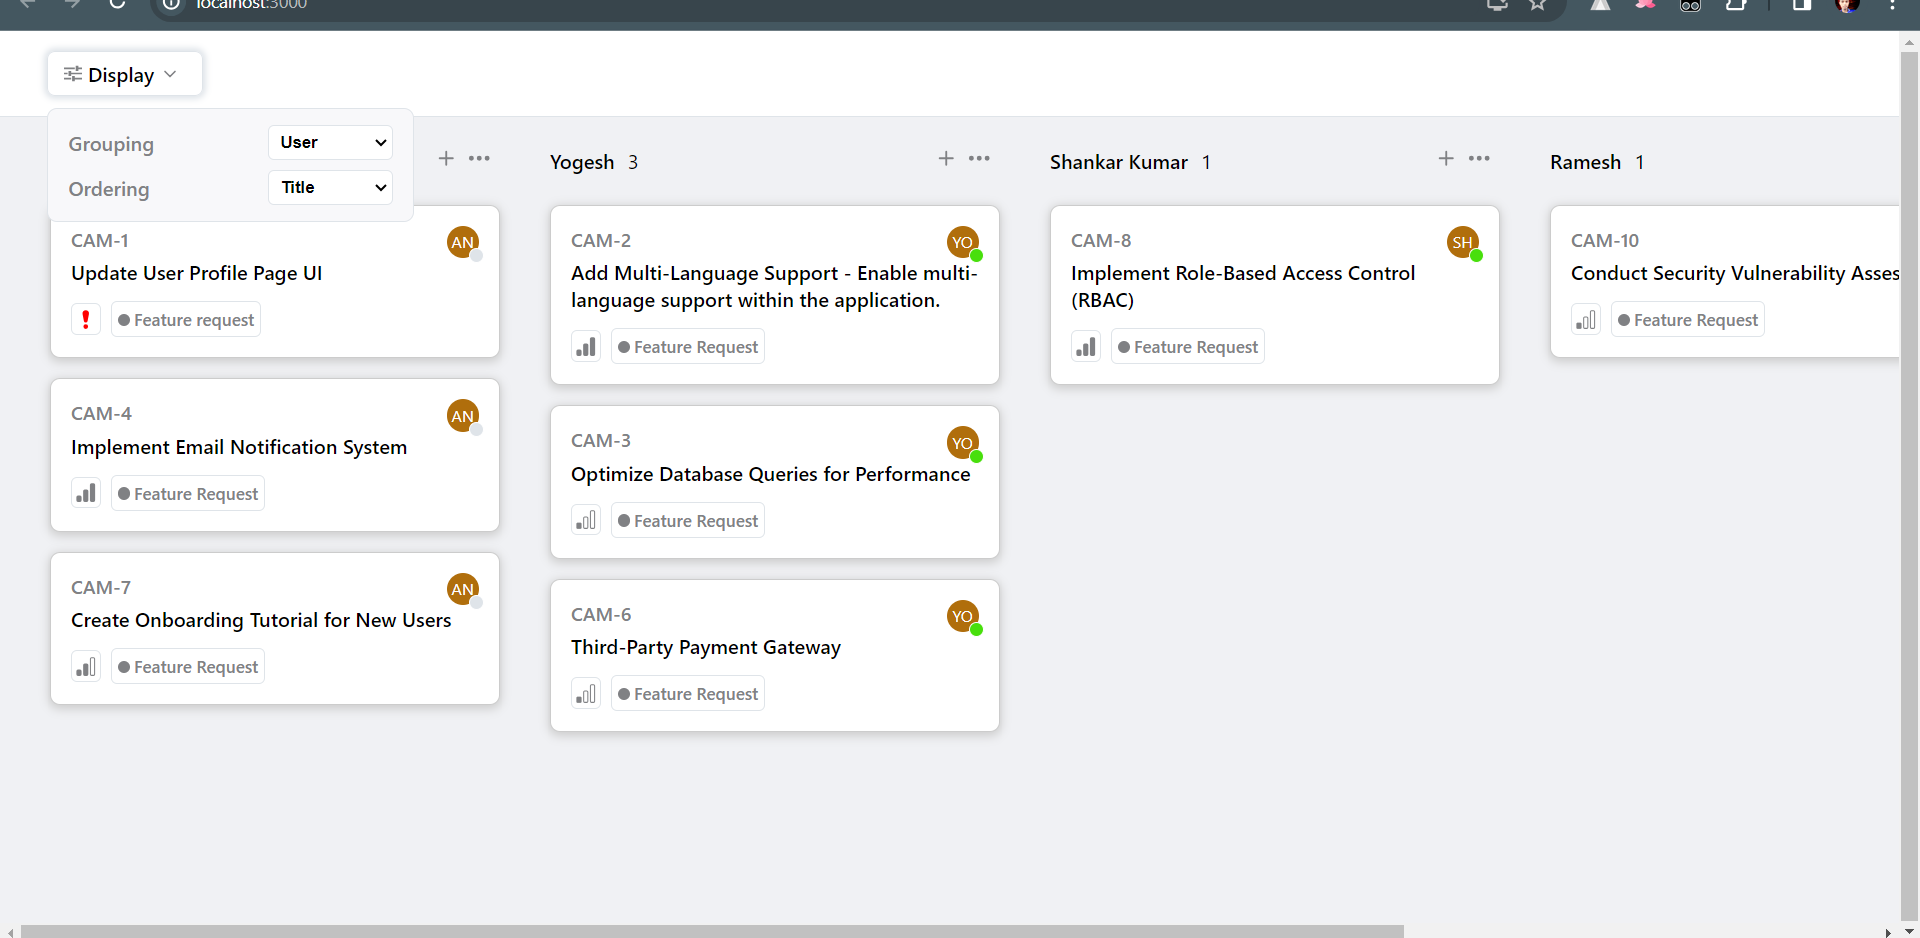 localhost:3000
Display
Grouping
User
Ordering
Title
CAM-1
AN
Update User Profile Page UI
Feature request
CAM-4
AN
Implement Email Notification System
Feature Request
CAM-7
AN
Create Onboarding Tutorial for New Users
Feature Request
Yogesh 3
CAM-2
YO
Add Multi-Language Support - Enable multi-
language support within the application.
Feature Request
CAM-3
YO
Optimize Database Queries for Performance
Feature Request
CAM-6
YO
Third-Party Payment Gateway
Feature Request
Shankar Kumar 1
CAM-8
SH
Implement Role-Based Access Control
(RBAC)
Feature Request
Ramesh 1
CAM-10
Conduct Security Vulnerability Asses
Feature Request